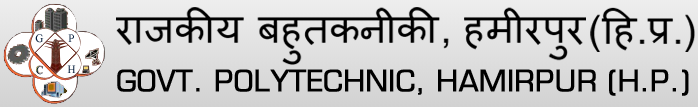 G P
C H
राजकीय बहुतकनीकी, हमीरपुर(हि.प्र.)
GOVT. POLYTECHNIC, HAMIRPUR (H.P.)